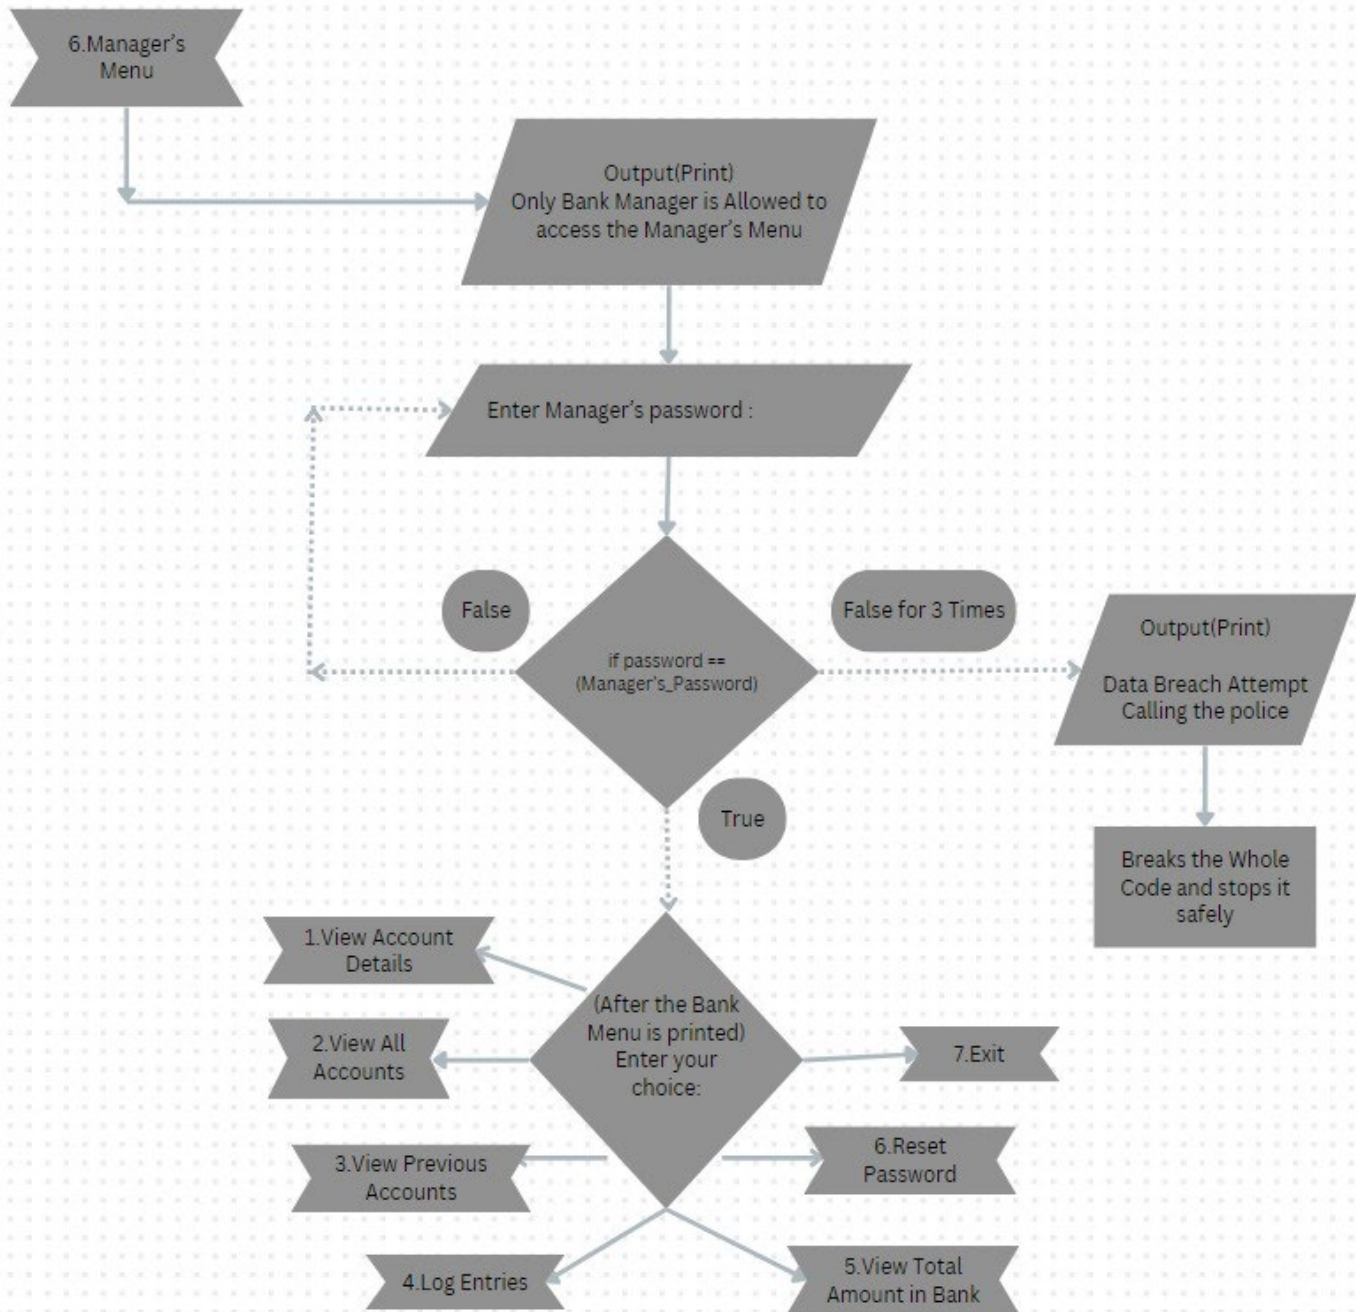 6.Manager's
Menu
Output(Print)
Only Bank Manager is Allowed to
access the Manager's Menu
Enter Manager's password :
False
False for 3 Times
if password ==
(Manager's_Password)
Output(Print)
Data Breach Attempt
Calling the police
True
Breaks the Whole
Code and stops it
safely
1.View Account
Details
(After the Bank
Menu is printed)
Enter your
choice:
2.View All
Accounts
7.Exit
3.View Previous
Accounts
6.Reset
Password
4.Log Entries
5.View Total
Amount in Bank